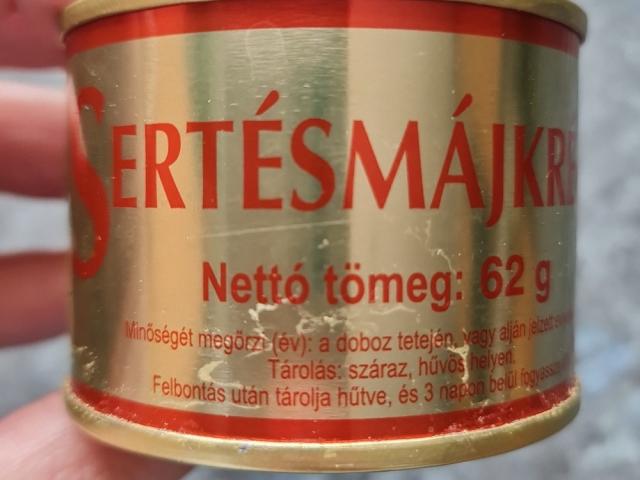 SERTÉSMÁJKRÉ
Nettó tömeg: 62 g
Minőségét megőrzi (év): a doboz tetején, vagy alján jelzett
Tárolás: száraz, hűvös helyen.
Felbontás után tárolja hűtve, és 3 napon belül